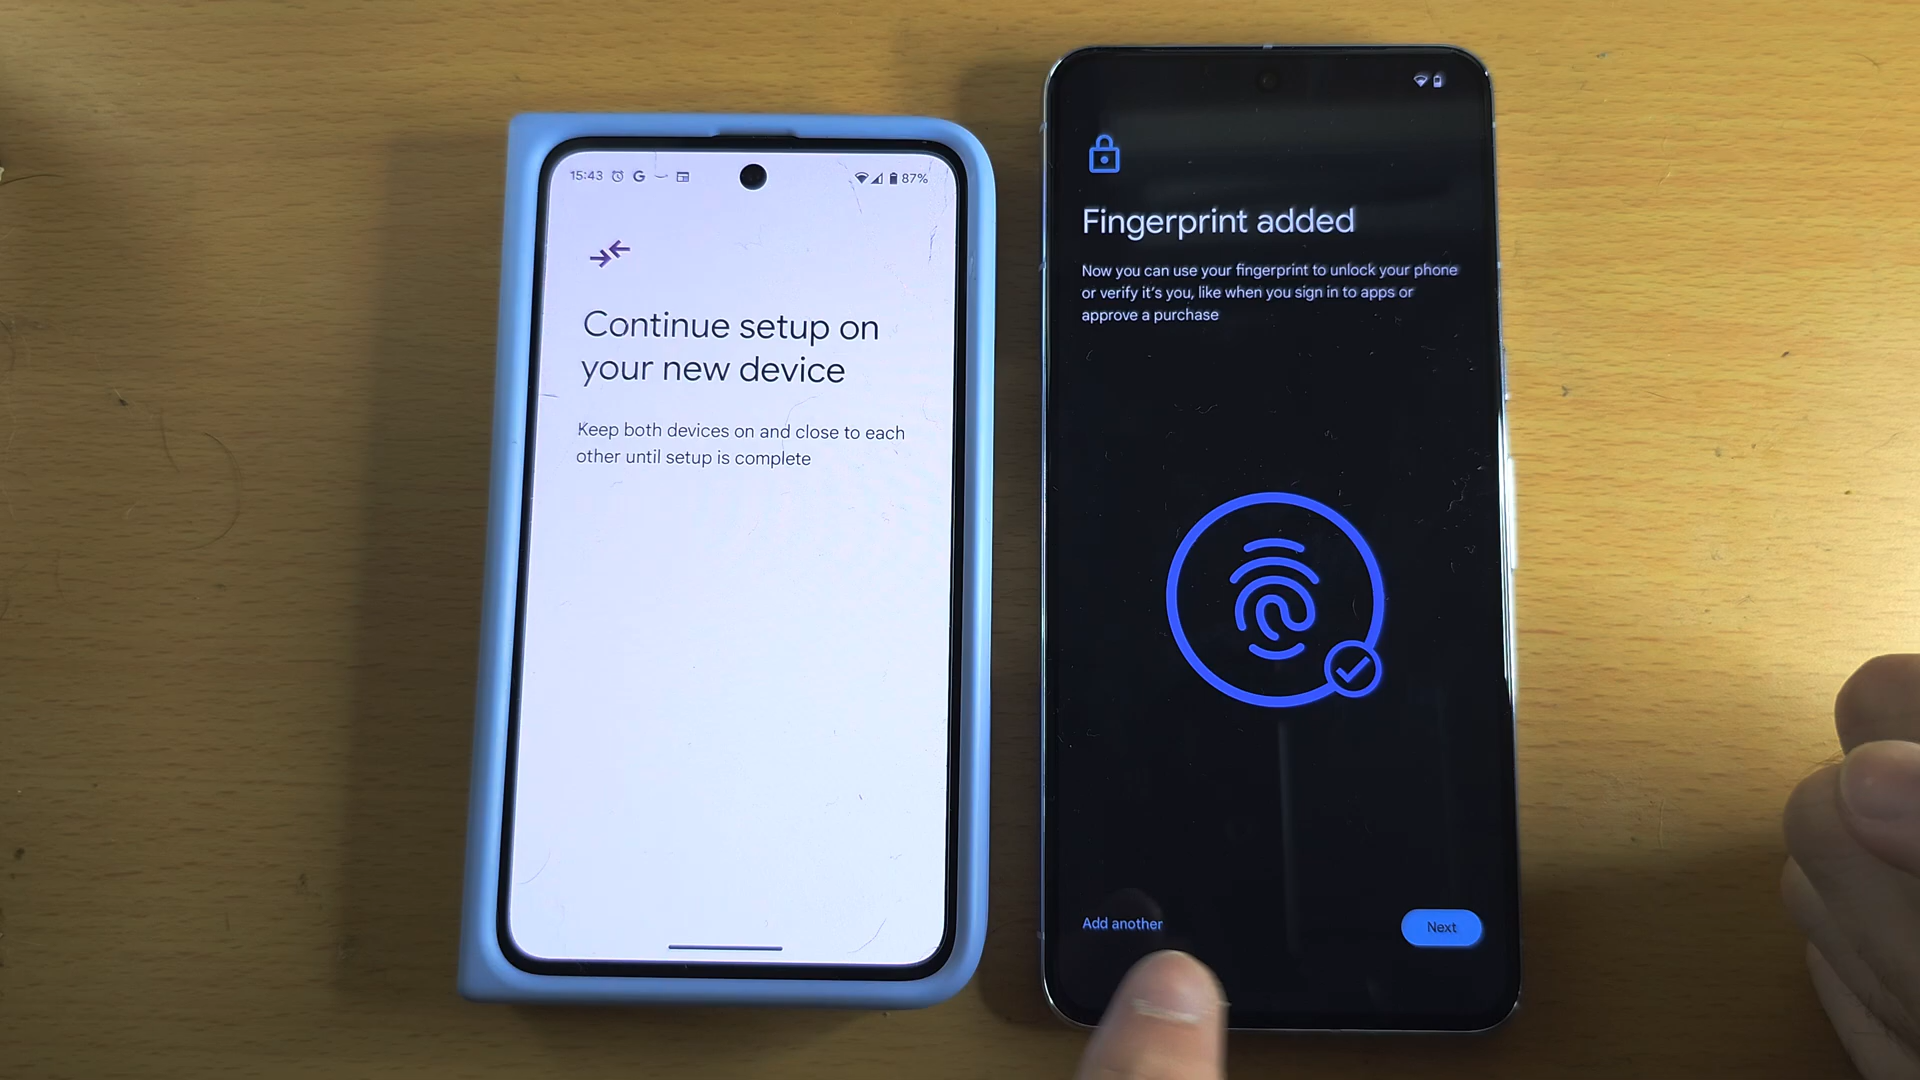 15:43 G 87%
Continue setup on
your new device
Keep both devices on and close to each
other until setup is complete
Fingerprint added
Now you can use your fingerprint to unlock your phone
or verify it's you, like when you sign in to apps or
approve a purchase
Add another
Next